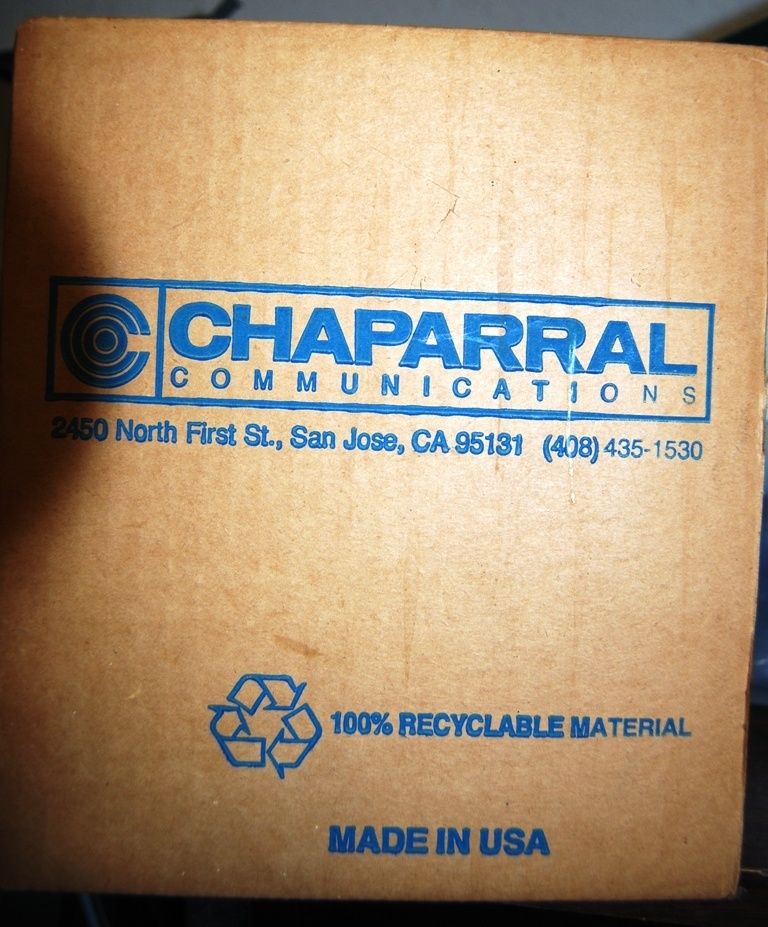 CHAPARRAL
COMMUNICATIONS
2450 North First St., San Jose, CA 95131 (408) 435-1530
100% RECYCLABLE MATERIAL
MADE IN USA